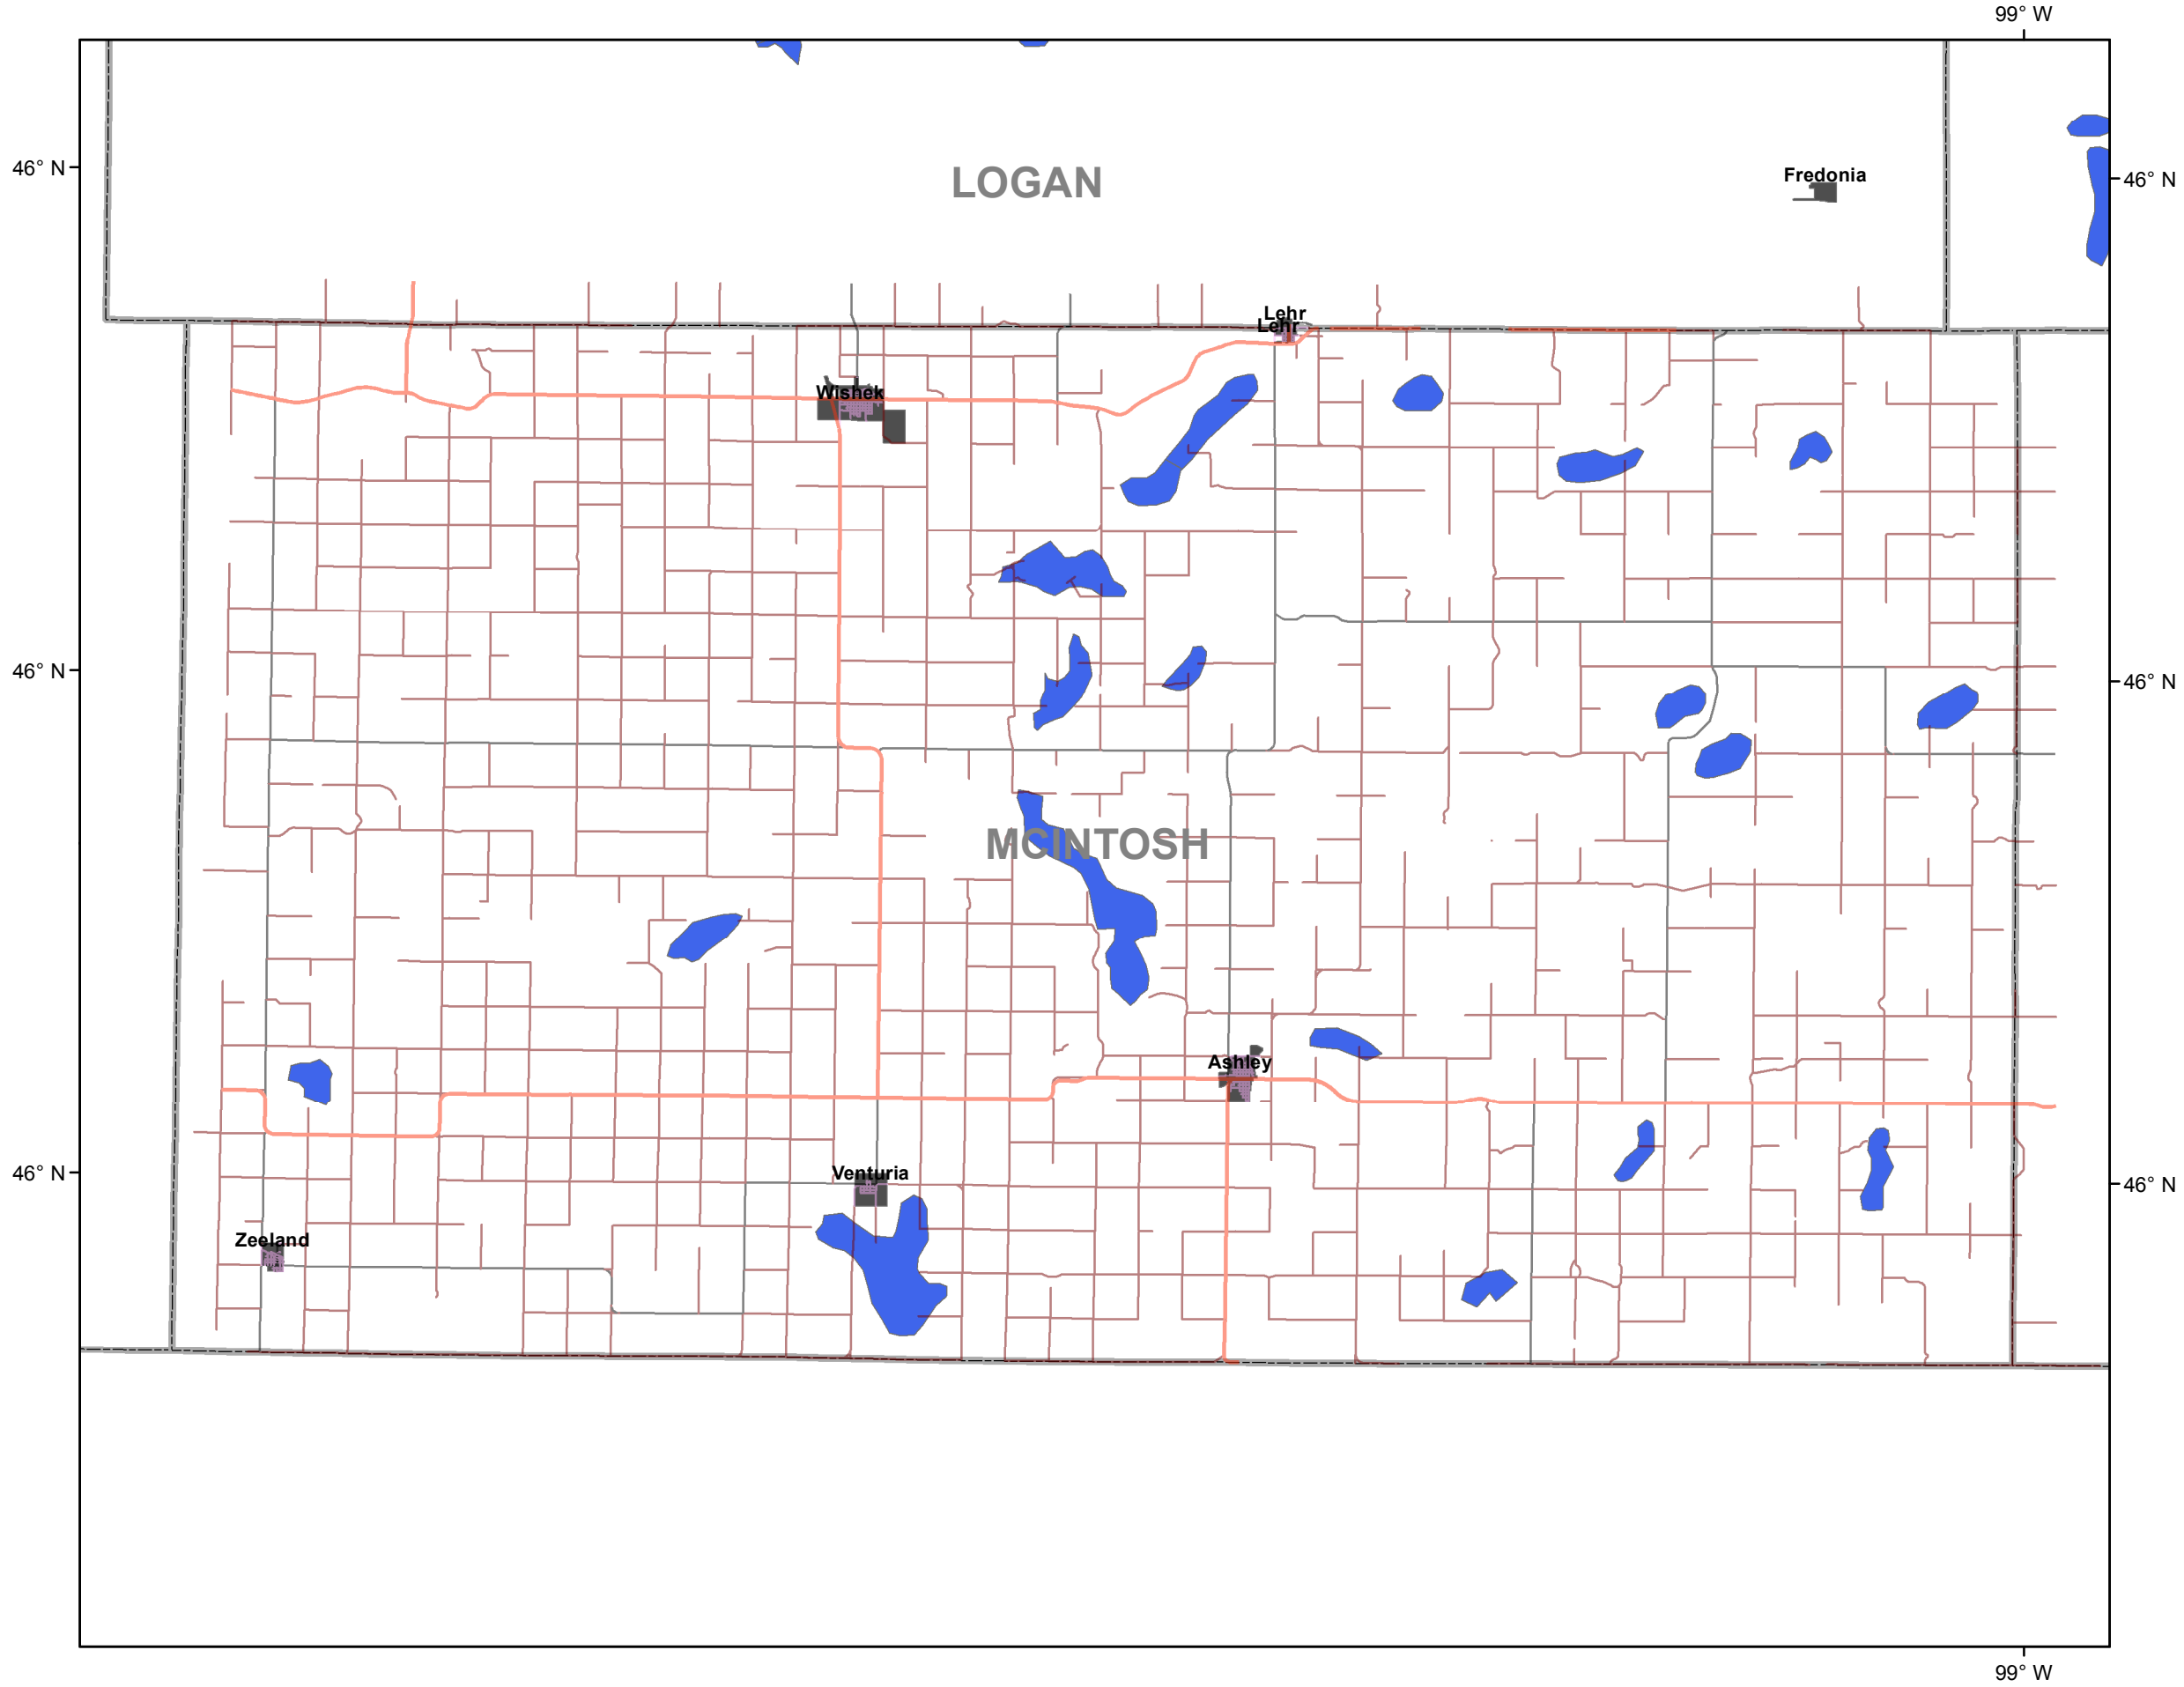 99° W
46° N
LOGAN
Fredonia
46° N
Lehr
Lehr
Wishek
46° N
46° N
MCINTOSH
Ashley
46° N
Venturia
46° N
Zeeland
99° W